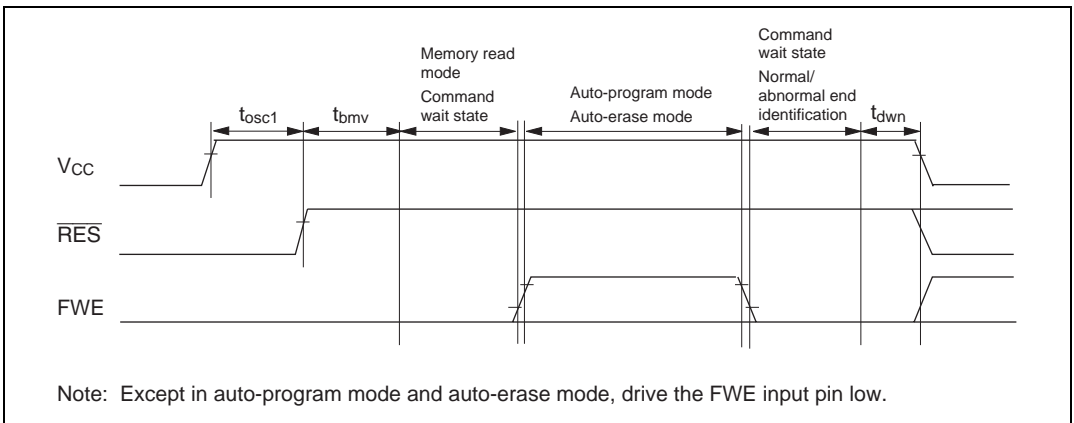 Memory read
mode
Command
wait state
Auto-program mode
Auto-erase mode
Command
wait state
Normal/
abnormal end
identification
tosc1
tbmv
tdwn
VCC
RES
FWE
Note: Except in auto-program mode and auto-erase mode, drive the FWE input pin low.